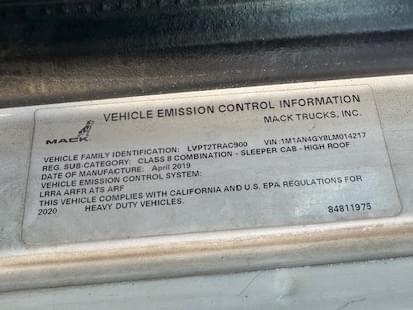 VEHICLE EMISSION CONTROL INFORMATION
MACK TRUCKS, INC.
MACK
VEHICLE FAMILY IDENTIFICATION: LVPT2TRAC900 VIN:1M1AN4GY8LM014217
REG. SUB-CATEGORY: CLASS 8 COMBINATION - SLEEPER CAB - HIGH ROOF
DATE OF MANUFACTURE: April 2019
VEHICLE EMISSION CONTROL SYSTEM:
LRRA ARFR ATS ARF
THIS VEHICLE COMPLIES WITH CALIFORNIA AND U.S. EPA REGULATIONS FOR
2020 HEAVY DUTY VEHICLES.
84811975